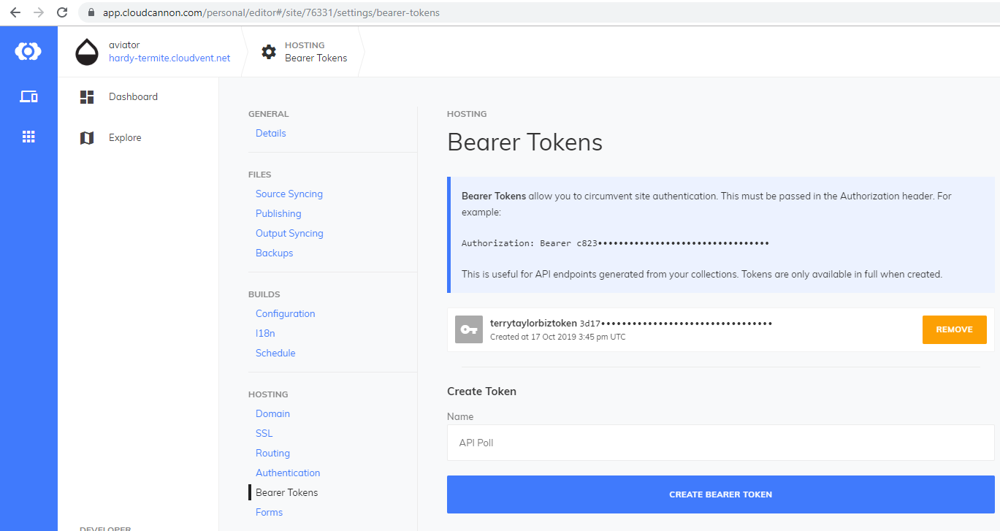 app.cloudcannon.com/personal/editor#/site/76331/settings/bearer-tokens
aviator
hardy-termite.cloudvent.net
HOSTING
Bearer Tokens
Dashboard
Explore
DEVELOPER
GENERAL
Details
FILES
Source Syncing
Publishing
Output Syncing
Backups
BUILDS
Configuration
I18n
Schedule
HOSTING
Domain
SSL
Routing
Authentication
Bearer Tokens
Forms
HOSTING
Bearer Tokens
Bearer Tokens allow you to circumvent site authentication. This must be passed in the Authorization header. For
example:
Authorization: Bearer c823•••••••••••••••••••••••••••••••••
This is useful for API endpoints generated from your collections. Tokens are only available in full when created.
terrytaylorbiztoken 3d17•••••••••••••••••••••••••••••••••
Created at 17 Oct 2019 3:45 pm UTC
REMOVE
Create Token
Name
API Poll
CREATE BEARER TOKEN